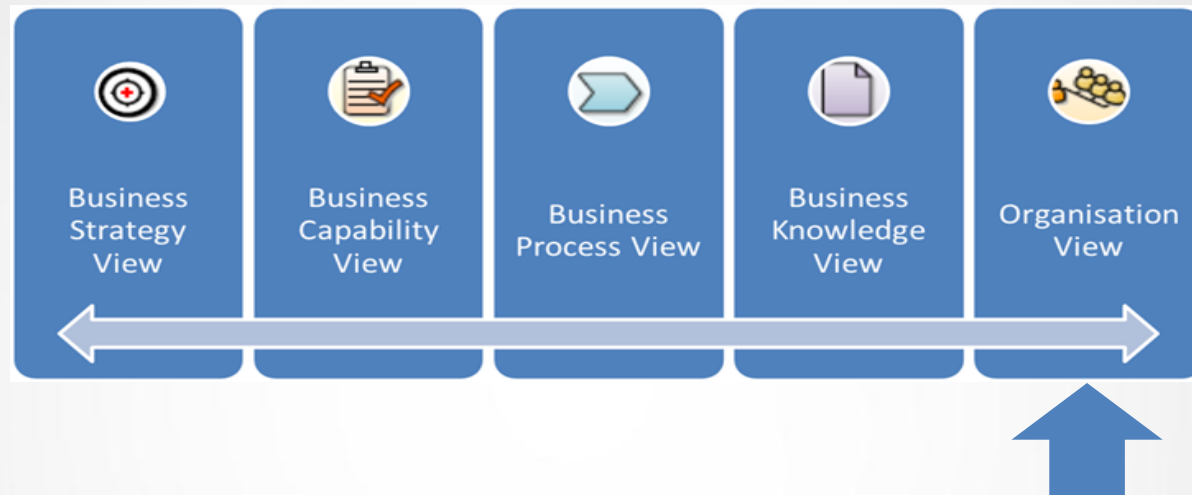 Business
Strategy
View
Business
Capability
View
Business
Process View
Business
Knowledge
View
Organisation
View